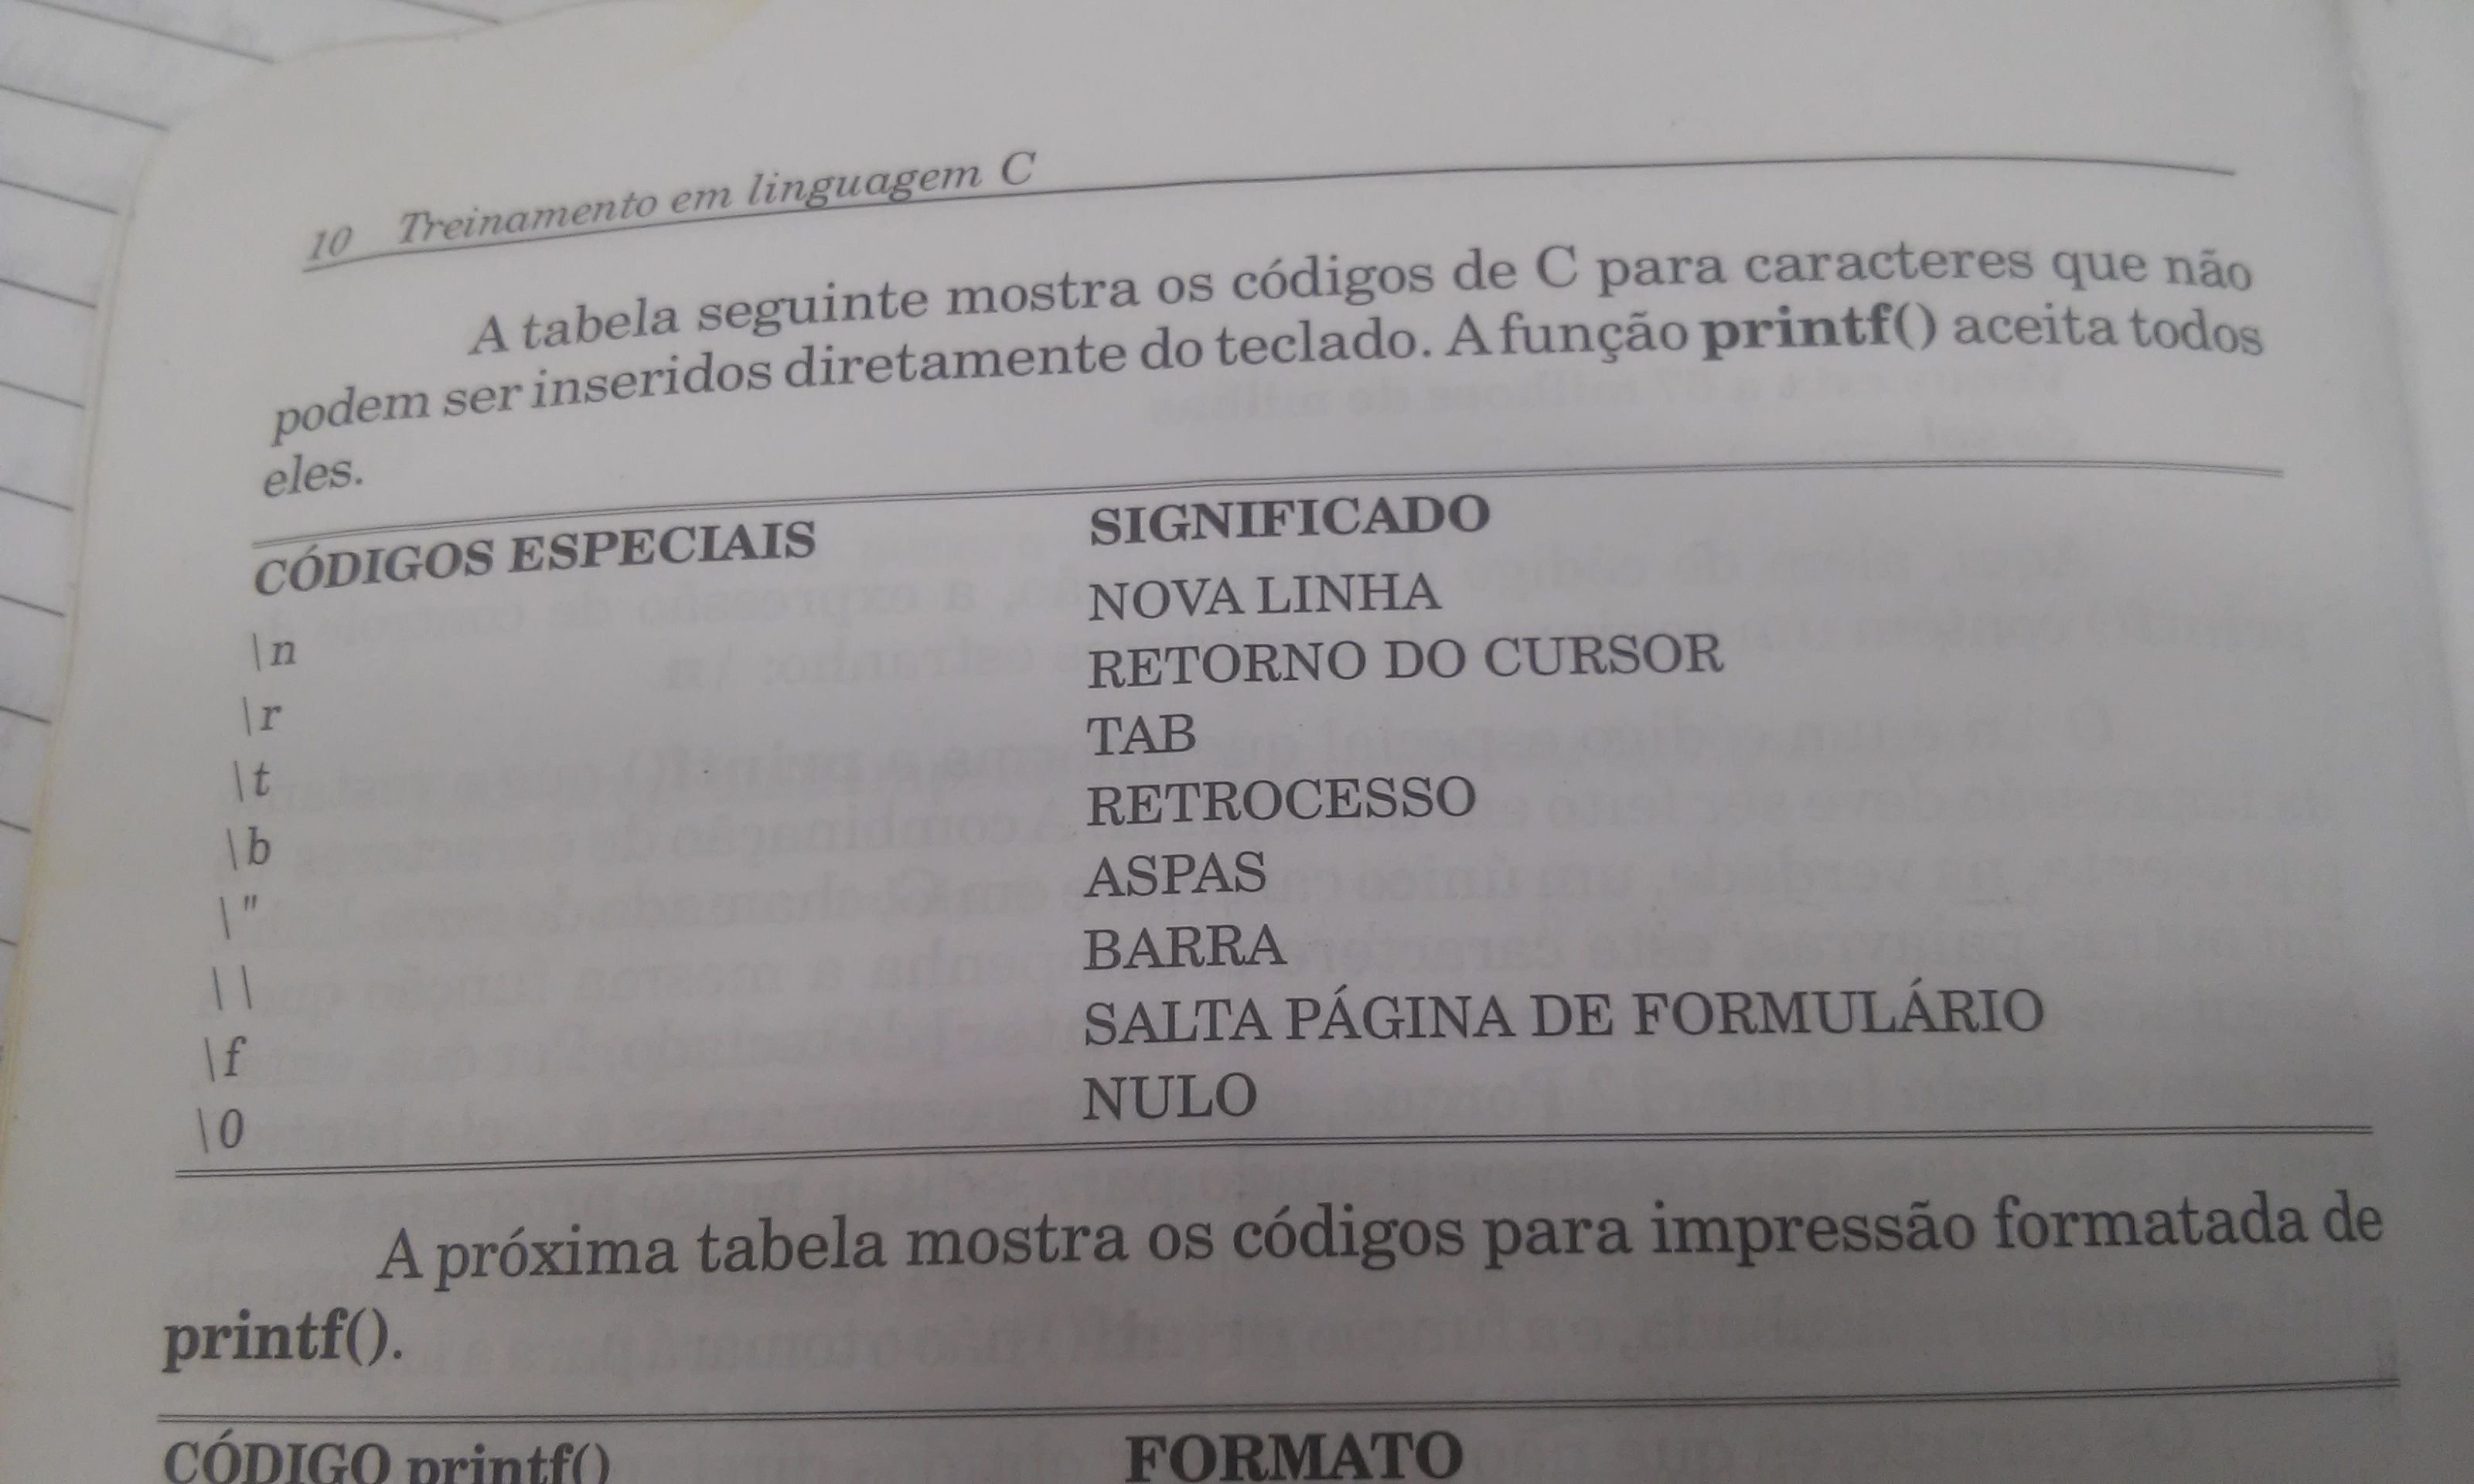 10 Treinamento em linguagem C
A tabela seguinte mostra os códigos de C para caracteres que não
podem ser inseridos diretamente do teclado. A função printf() aceita todos
eles.
CÓDIGOS ESPECIAIS SIGNIFICADO
\n NOVA LINHA
\r RETORNO DO CURSOR
\t TAB
\b RETROCESSO
\" ASPAS
\\ BARRA
\f SALTA PÁGINA DE FORMULÁRIO
\0 NULO
A próxima tabela mostra os códigos para impressão formatada de
printf().
CÓDIGO printf() FORMATO